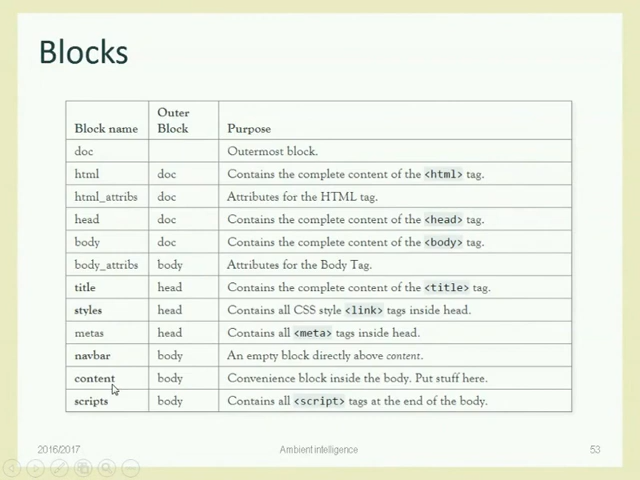 Blocks
Block name Outer Block Purpose
doc Outermost block.
html doc Contains the complete content of the <html> tag.
html_attribs doc Attributes for the HTML tag.
head doc Contains the complete content of the <head> tag.
body doc Contains the complete content of the <body> tag.
body_attribs body Attributes for the Body Tag.
title head Contains the complete content of the <title> tag.
styles head Contains all CSS style <link> tags inside head.
metas head Contains all <meta> tags inside head.
navbar body An empty block directly above content.
content body Convenience block inside the body. Put stuff here.
scripts body Contains all <script> tags at the end of the body.
2016/2017 Ambient intelligence 53